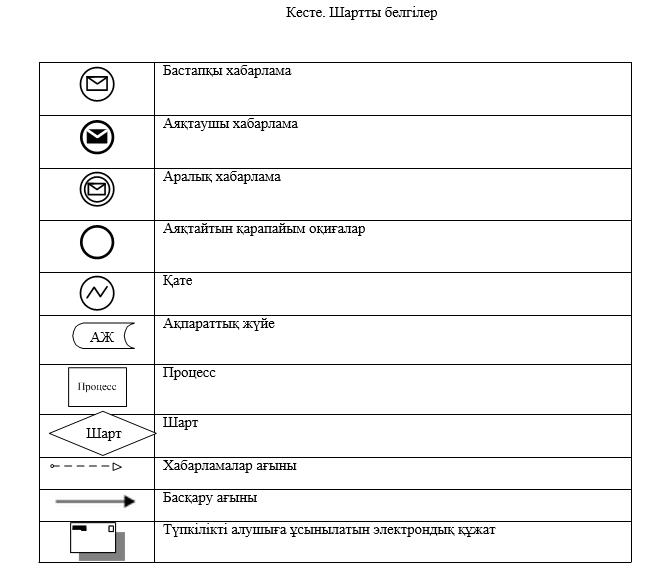 Кесте. Шартты белгілер
Бастапқы хабарлама
Аяқтаушы хабарлама
Аралық хабарлама
Аяқтайтын қарапайым оқиғалар
Қате
АЖ
Ақпараттық жүйе
Процесс
Процесс
Шарт
Шарт
Хабарламалар ағыны
Басқару ағыны
Түпкілікті алушыға ұсынылатын электрондық құжат